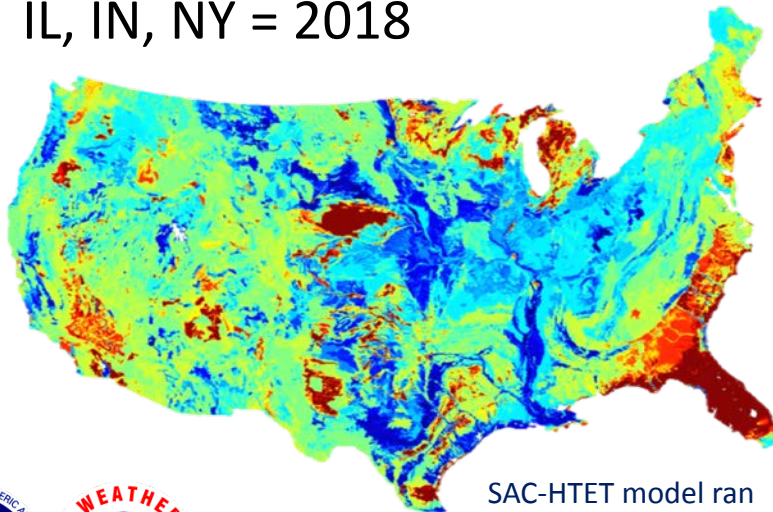 IL, IN, NY = 2018
SAC-HTET model ran